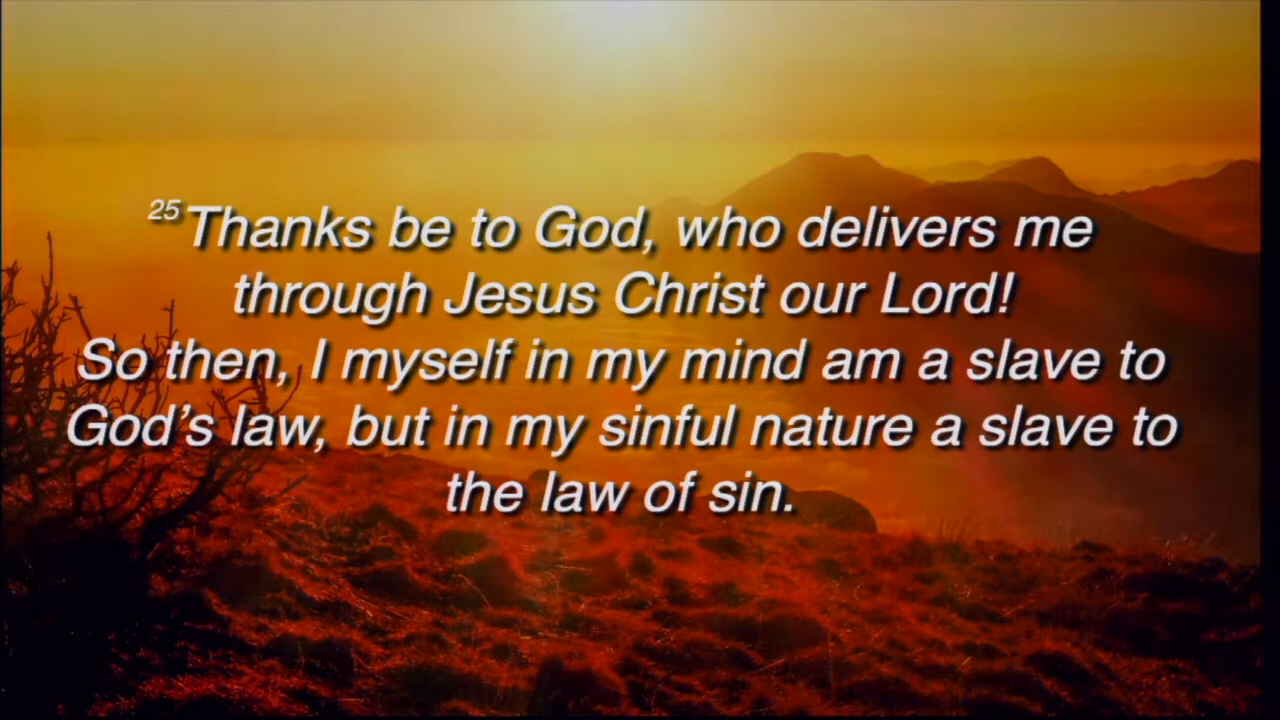 25 Thanks be to God, who delivers me
through Jesus Christ our Lord!
So then, I myself in my mind am a slave to
God’s law, but in my sinful nature a slave to
the law of sin.